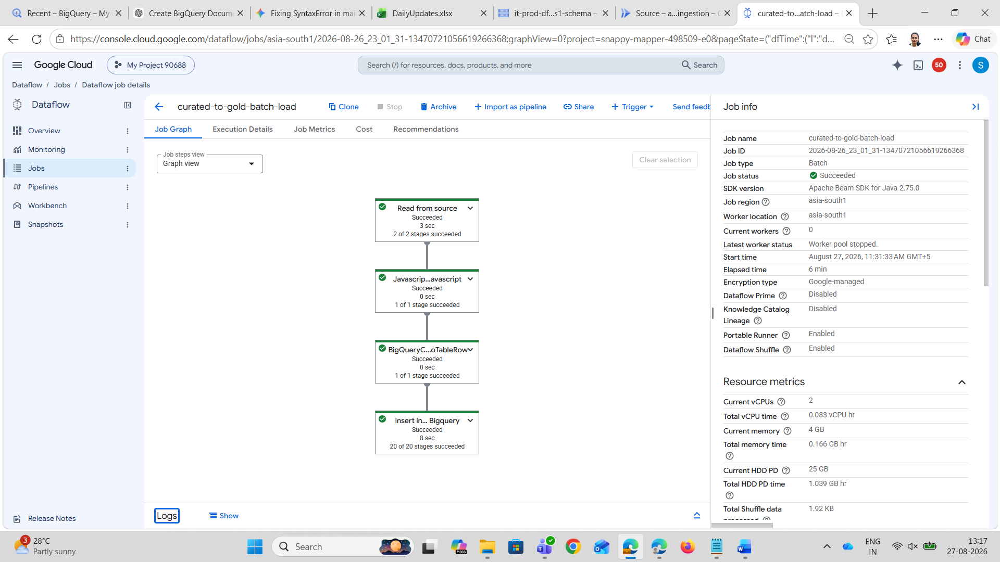 Recent – BigQuery – My
Create BigQuery Docume
Fixing SyntaxError in mai
DailyUpdates.xlsx
it-prod-df...s1-schema –
Source – a...ingestion –
curated-to...atch-load –
https://console.cloud.google.com/dataflow/jobs/asia-south1/2026-08-26_23_01_31-13470721056619266368;graphView=0?project=snappy-mapper-498509-e0&pageState=("dfTime":("l":"d...
Chat
Google Cloud
My Project 90688
Search (/) for resources, docs, products, and more
Search
50
S
Dataflow / Jobs / Dataflow job details
Dataflow
Overview
Monitoring
Jobs
Pipelines
Workbench
Snapshots
Release Notes
curated-to-gold-batch-load
Clone
Stop
Archive
Import as pipeline
Share
Trigger
Send feedb
Job Graph
Execution Details
Job Metrics
Cost
Recommendations
Job steps view
Graph view
Clear selection
Read from source
Succeeded
3 sec
2 of 2 stages succeeded
Javascrip...avascript
Succeeded
0 sec
1 of 1 stage succeeded
BigQueryC...oTableRow
Succeeded
0 sec
1 of 1 stage succeeded
Insert in... Bigquery
Succeeded
8 sec
20 of 20 stages succeeded
Logs
Show
Job info
Job name curated-to-gold-batch-load
Job ID 2026-08-26_23_01_31-13470721056619266368
Job type Batch
Job status Succeeded
SDK version Apache Beam SDK for Java 2.75.0
Job region asia-south1
Worker location asia-south1
Current workers 0
Latest worker status Worker pool stopped.
Start time August 27, 2026, 11:31:33 AM GMT+5
Elapsed time 6 min
Encryption type Google-managed
Dataflow Prime Disabled
Knowledge Catalog Lineage Disabled
Portable Runner Enabled
Dataflow Shuffle Enabled
Resource metrics
Current vCPUs 2
Total vCPU time 0.083 vCPU hr
Current memory 4 GB
Total memory time 0.166 GB hr
Current HDD PD 25 GB
Total HDD PD time 1.039 GB hr
Total Shuffle data 1.92 KB
processed
3
28°C
Partly sunny
Search
M365
ENG
IN
13:17
27-08-2026